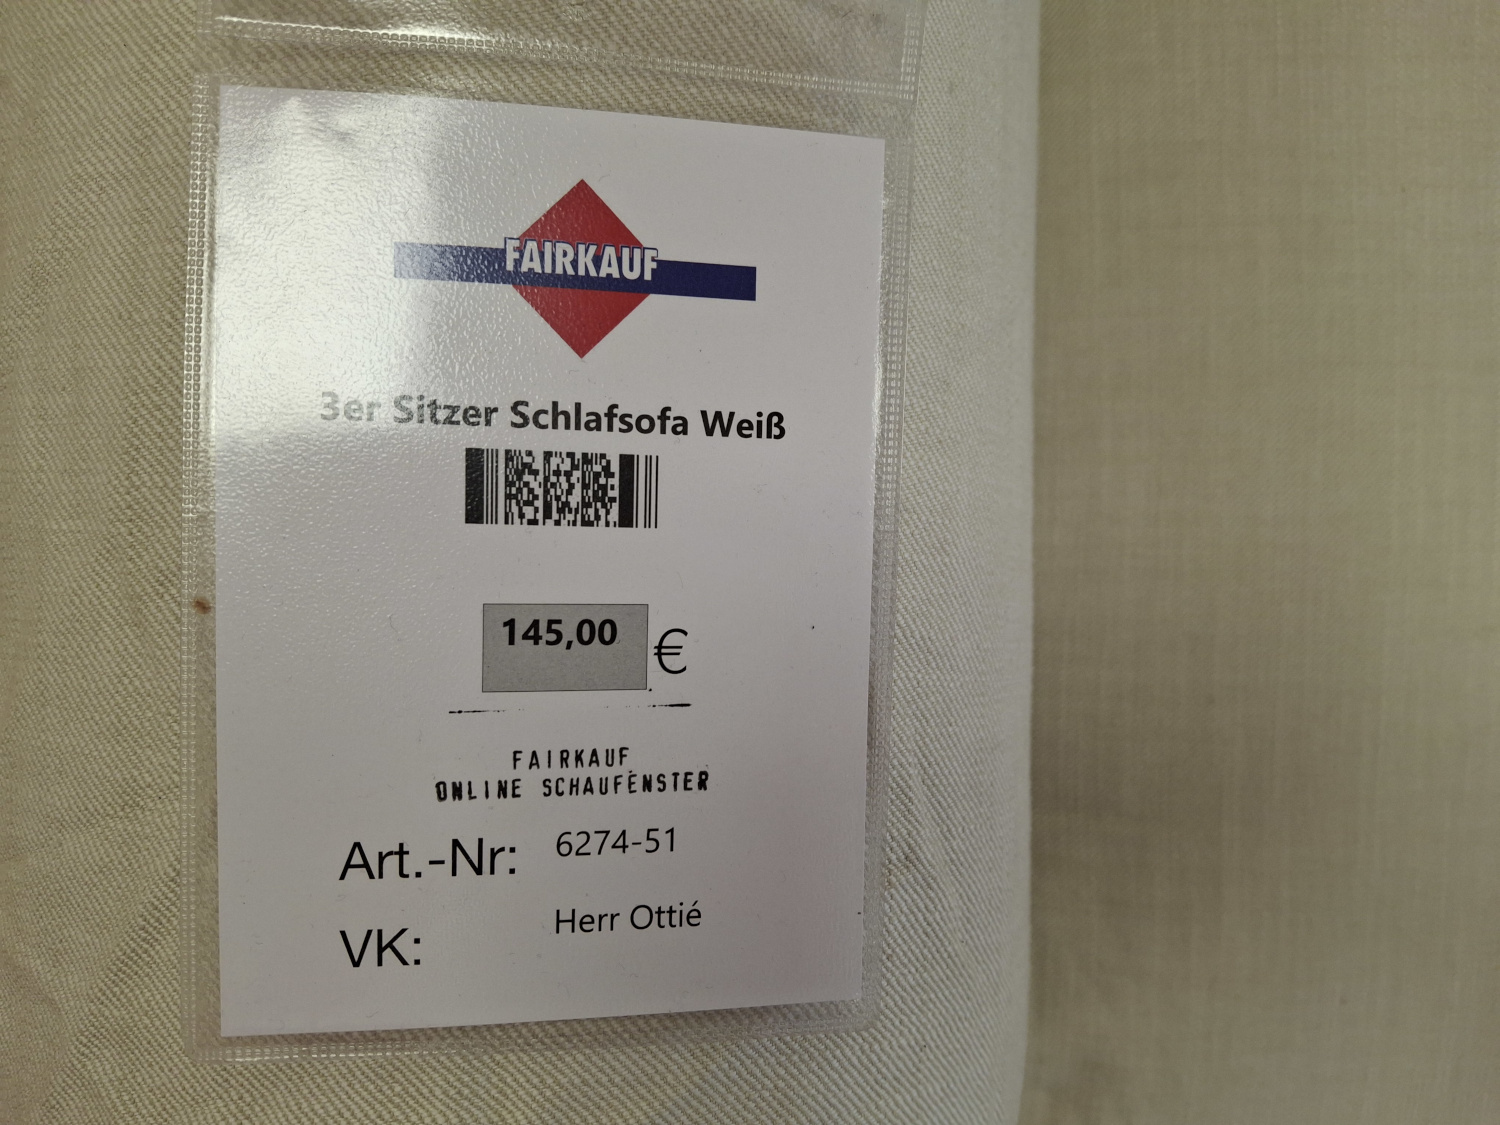 FAIRKAUF
3er Sitzer Schlafsofa Weiß
145,00 €
FAIRKAUF
ONLINE SCHAUFENSTER
Art.-Nr: 6274-51
VK: Herr Ottié